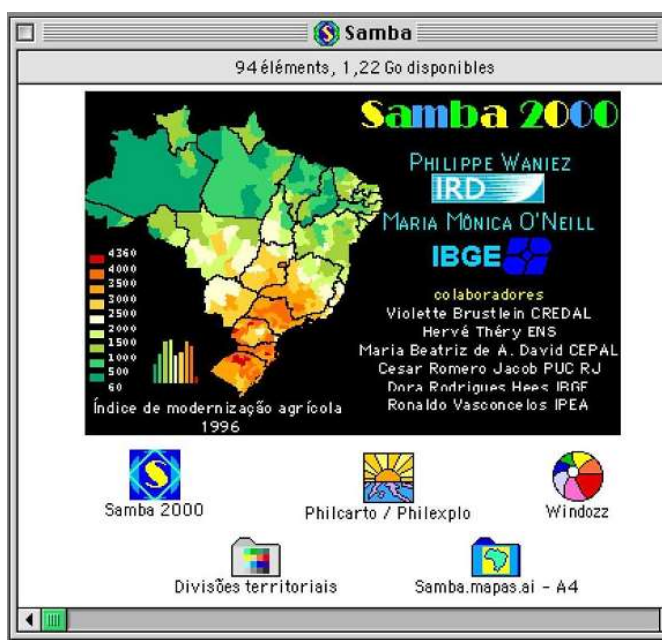 Samba
94 éléments, 1,22 Go disponibles
Samba 2000
PHILIPPE WANIEZ
IRD
MARIA MÔNICA O'NEILL
IBGE
colaboradores
Violette Brustlein CREDAL
Hervé Théry ENS
Maria Beatriz de A. David CEPAL
Cesar Romero Jacob PUC RJ
Dora Rodrigues Hees IBGE
Ronaldo Vasconcelos IPEA
4360
4000
3500
3000
2500
2000
1500
1000
500
60
Índice de modernização agrícola
1996
S
Samba 2000
Philcarto / Philexplo
Windozz
Divisões territoriais
Samba.mapas.ai - A4